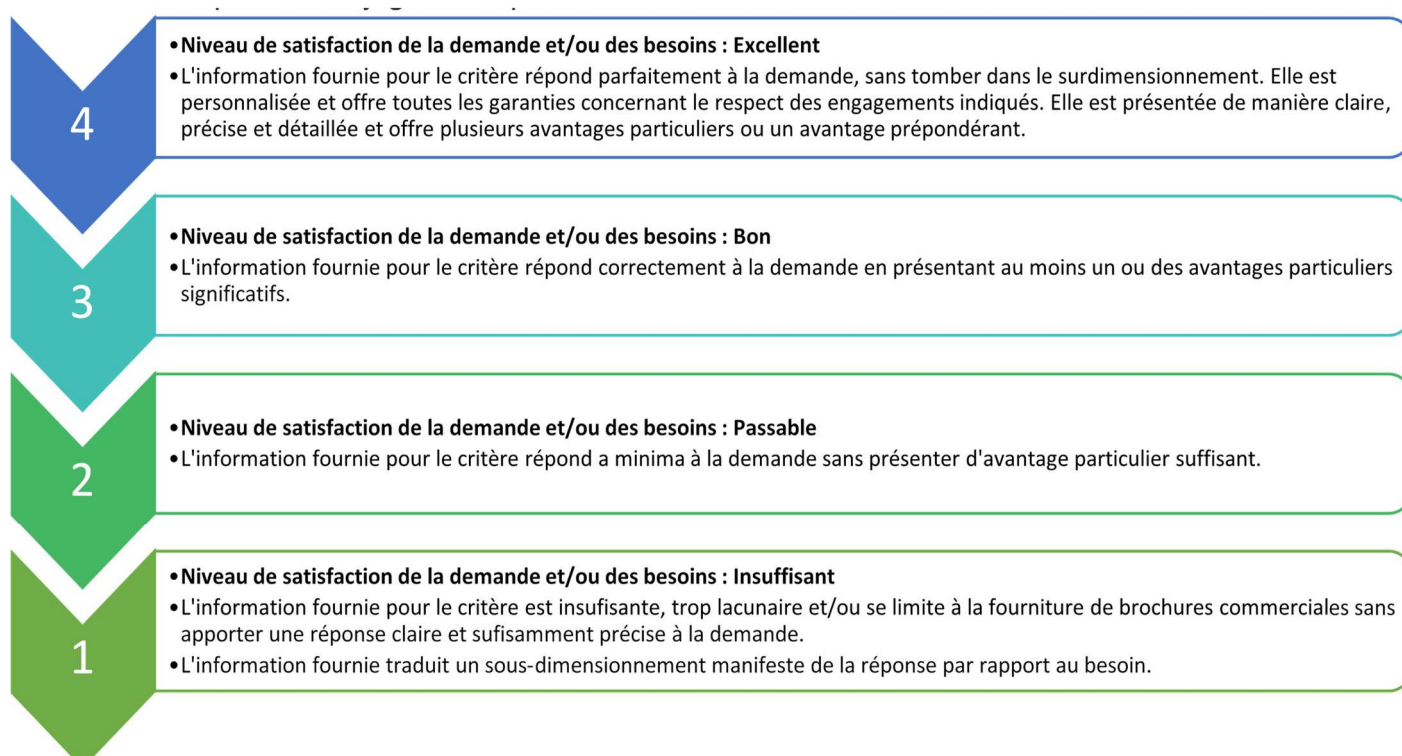 4
•Niveau de satisfaction de la demande et/ou des besoins : Excellent
•L'information fournie pour le critère répond parfaitement à la demande, sans tomber dans le surdimensionnement. Elle est
personnalisée et offre toutes les garanties concernant le respect des engagements indiqués. Elle est présentée de manière claire,
précise et détaillée et offre plusieurs avantages particuliers ou un avantage prépondérant.
3
•Niveau de satisfaction de la demande et/ou des besoins : Bon
•L'information fournie pour le critère répond correctement à la demande en présentant au moins un ou des avantages particuliers
significatifs.
2
•Niveau de satisfaction de la demande et/ou des besoins : Passable
•L'information fournie pour le critère répond a minima à la demande sans présenter d'avantage particulier suffisant.
1
•Niveau de satisfaction de la demande et/ou des besoins : Insuffisant
•L'information fournie pour le critère est insufisante, trop lacunaire et/ou se limite à la fourniture de brochures commerciales sans
apporter une réponse claire et sufisamment précise à la demande.
•L'information fournie traduit un sous-dimensionnement manifeste de la réponse par rapport au besoin.